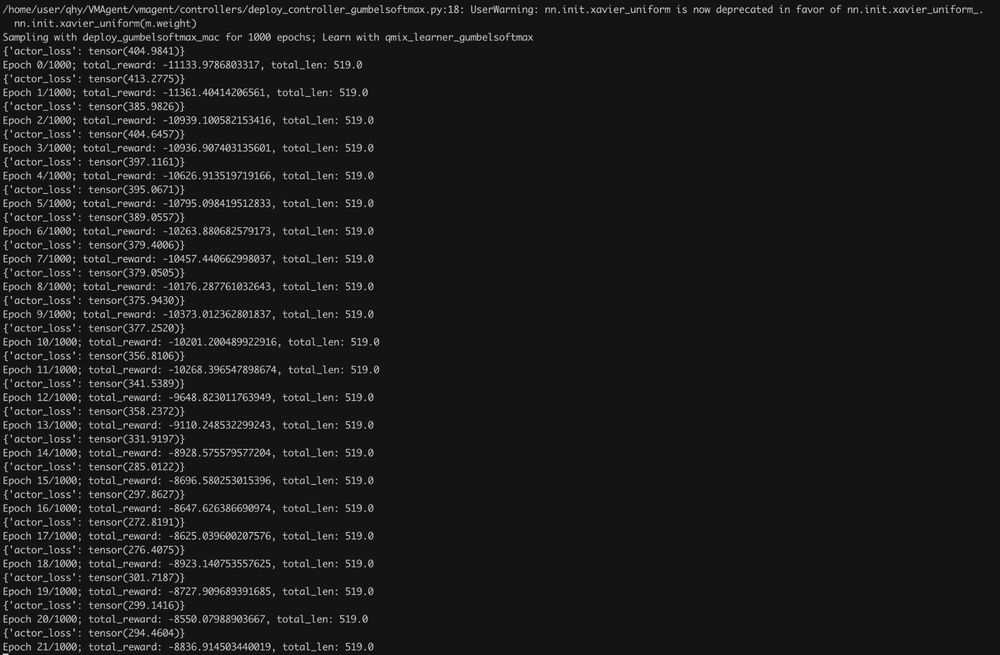 /home/user/qhy/VMAgent/vmagent/controllers/deploy_controller_gumbelsoftmax.py:18: UserWarning: nn.init.xavier_uniform is now deprecated in favor of nn.init.xavier_uniform_.
  nn.init.xavier_uniform(m.weight)
Sampling with deploy_gumbelsoftmax_mac for 1000 epochs; Learn with qmix_learner_gumbelsoftmax
{'actor_loss': tensor(404.9841)}
Epoch 0/1000; total_reward: -11133.9786803317, total_len: 519.0
{'actor_loss': tensor(413.2775)}
Epoch 1/1000; total_reward: -11361.40414206561, total_len: 519.0
{'actor_loss': tensor(385.9826)}
Epoch 2/1000; total_reward: -10939.100582153416, total_len: 519.0
{'actor_loss': tensor(404.6457)}
Epoch 3/1000; total_reward: -10936.907403135601, total_len: 519.0
{'actor_loss': tensor(397.1161)}
Epoch 4/1000; total_reward: -10626.913519719166, total_len: 519.0
{'actor_loss': tensor(395.0671)}
Epoch 5/1000; total_reward: -10795.098419512833, total_len: 519.0
{'actor_loss': tensor(389.0557)}
Epoch 6/1000; total_reward: -10263.880682579173, total_len: 519.0
{'actor_loss': tensor(379.4006)}
Epoch 7/1000; total_reward: -10457.440662998037, total_len: 519.0
{'actor_loss': tensor(379.0505)}
Epoch 8/1000; total_reward: -10176.287761032643, total_len: 519.0
{'actor_loss': tensor(375.9430)}
Epoch 9/1000; total_reward: -10373.012362801837, total_len: 519.0
{'actor_loss': tensor(377.2520)}
Epoch 10/1000; total_reward: -10201.200489922916, total_len: 519.0
{'actor_loss': tensor(356.8106)}
Epoch 11/1000; total_reward: -10268.396547898674, total_len: 519.0
{'actor_loss': tensor(341.5389)}
Epoch 12/1000; total_reward: -9648.823011763949, total_len: 519.0
{'actor_loss': tensor(358.2372)}
Epoch 13/1000; total_reward: -9110.248532299243, total_len: 519.0
{'actor_loss': tensor(331.9197)}
Epoch 14/1000; total_reward: -8928.575579577204, total_len: 519.0
{'actor_loss': tensor(285.0122)}
Epoch 15/1000; total_reward: -8696.580253015396, total_len: 519.0
{'actor_loss': tensor(297.8627)}
Epoch 16/1000; total_reward: -8647.626386690974, total_len: 519.0
{'actor_loss': tensor(272.8191)}
Epoch 17/1000; total_reward: -8625.039600207576, total_len: 519.0
{'actor_loss': tensor(276.4075)}
Epoch 18/1000; total_reward: -8923.140753557625, total_len: 519.0
{'actor_loss': tensor(301.7187)}
Epoch 19/1000; total_reward: -8727.909689391685, total_len: 519.0
{'actor_loss': tensor(299.1416)}
Epoch 20/1000; total_reward: -8550.07988903667, total_len: 519.0
{'actor_loss': tensor(294.4604)}
Epoch 21/1000; total_reward: -8836.914503440019, total_len: 519.0